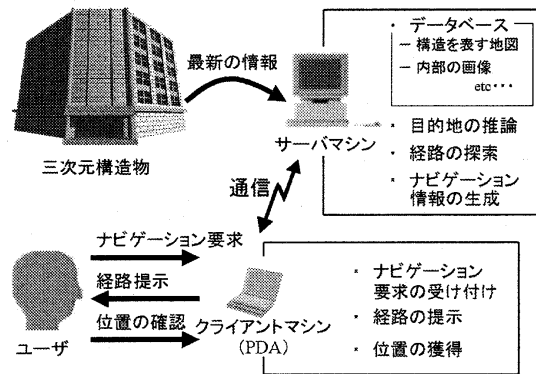 ・ データベース
− 構造を表す地図
− 内部の画像
etc・・・
最新の情報
サーバマシン
三次元構造物
・ 目的地の推論
・ 経路の探索
・ ナビゲーション
情報の生成
通信
ナビゲーション要求
経路提示
位置の確認
ユーザ
クライアントマシン
(PDA)
・ ナビゲーション
要求の受け付け
・ 経路の提示
・ 位置の獲得